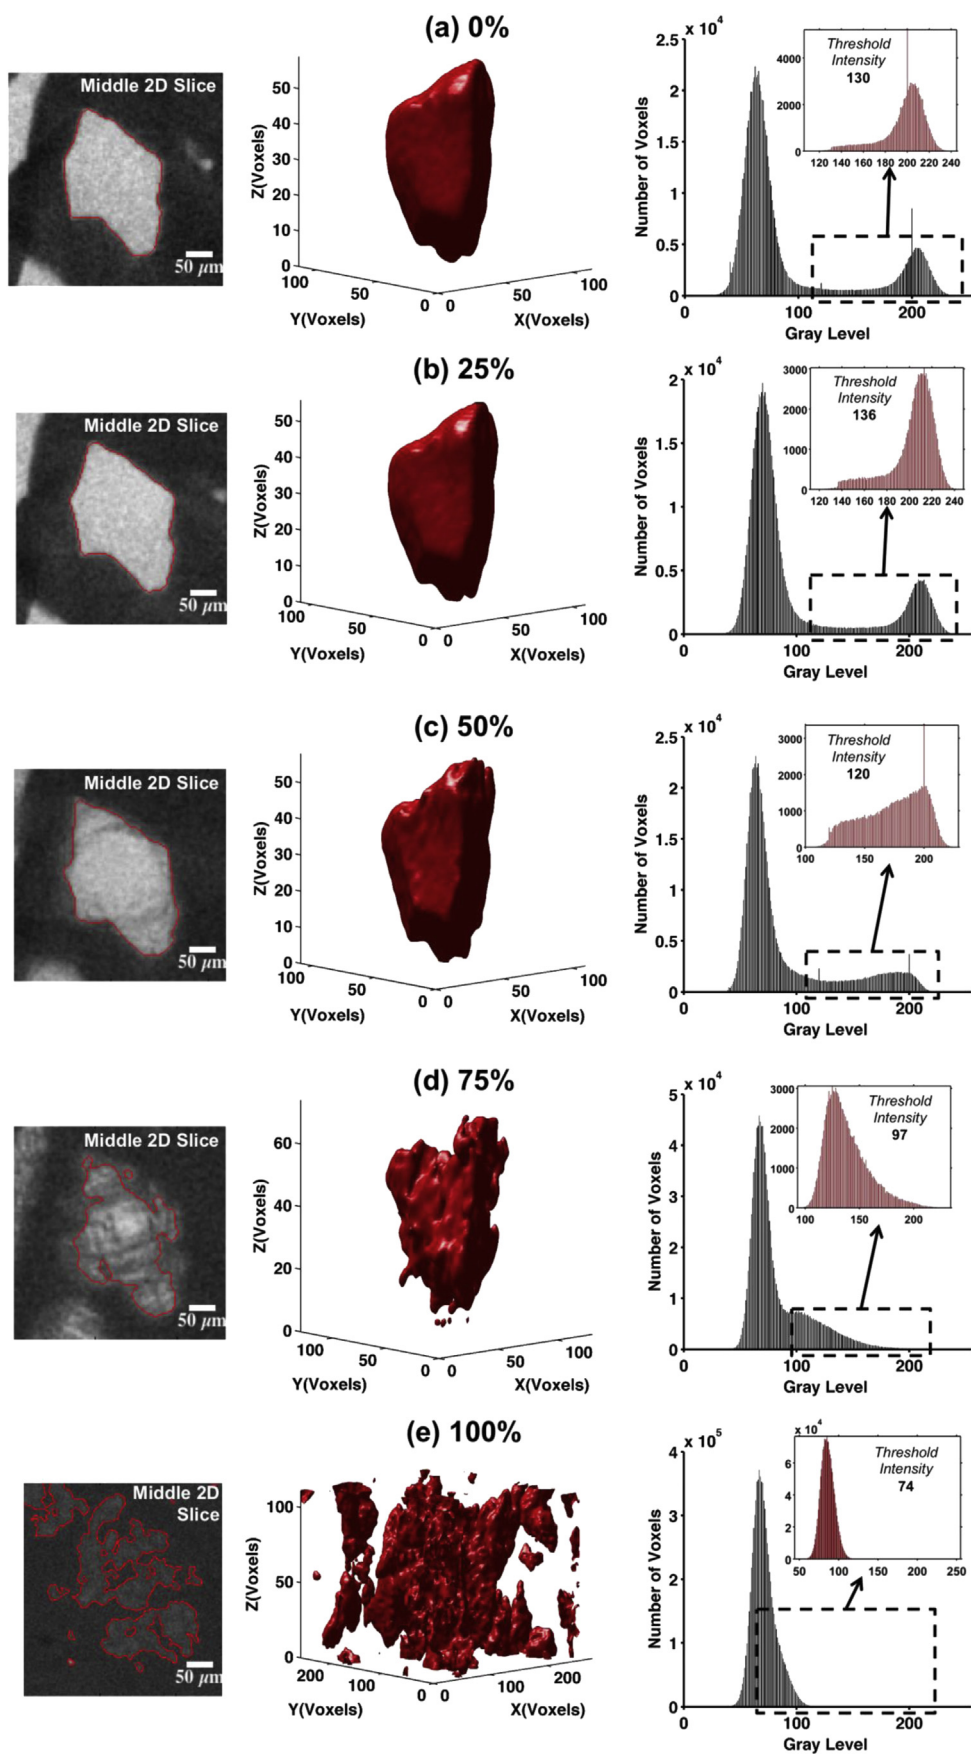 (a) 0%
Middle 2D Slice
50 μm
Z(Voxels)
50
40
30
20
10
0
100
50
0
0
50
100
Y(Voxels)
X(Voxels)
x 10^4
Number of Voxels
2.5
2
1.5
1
0.5
0
0
100
200
Gray Level
Threshold
Intensity
130
4000
2000
0
120 140 160 180 200 220 240
(b) 25%
Middle 2D Slice
50 μm
Z(Voxels)
50
40
30
20
10
0
100
50
0
0
50
100
Y(Voxels)
X(Voxels)
x 10^4
Number of Voxels
2
1.5
1
0.5
0
0
100
200
Gray Level
Threshold
Intensity
136
3000
2000
1000
0
120 140 160 180 200 220 240
(c) 50%
Middle 2D Slice
50 μm
Z(Voxels)
50
40
30
20
10
0
100
50
0
0
50
100
Y(Voxels)
X(Voxels)
x 10^4
Number of Voxels
2.5
2
1.5
1
0.5
0
0
100
200
Gray Level
Threshold
Intensity
120
3000
2000
1000
0
100
150
200
(d) 75%
Middle 2D Slice
50 μm
Z(Voxels)
60
40
20
0
100
50
0
0
50
100
Y(Voxels)
X(Voxels)
x 10^4
Number of Voxels
5
4
3
2
1
0
0
100
200
Gray Level
Threshold
Intensity
97
3000
2000
1000
0
100
150
200
(e) 100%
Middle 2D
Slice
50 μm
Z(Voxels)
100
50
0
200
100
0
0
100
200
Y(Voxels)
X(Voxels)
x 10^5
Number of Voxels
4
3
2
1
0
0
100
200
Gray Level
x 10^4
Threshold
Intensity
74
6
4
2
0
50 100 150 200 250